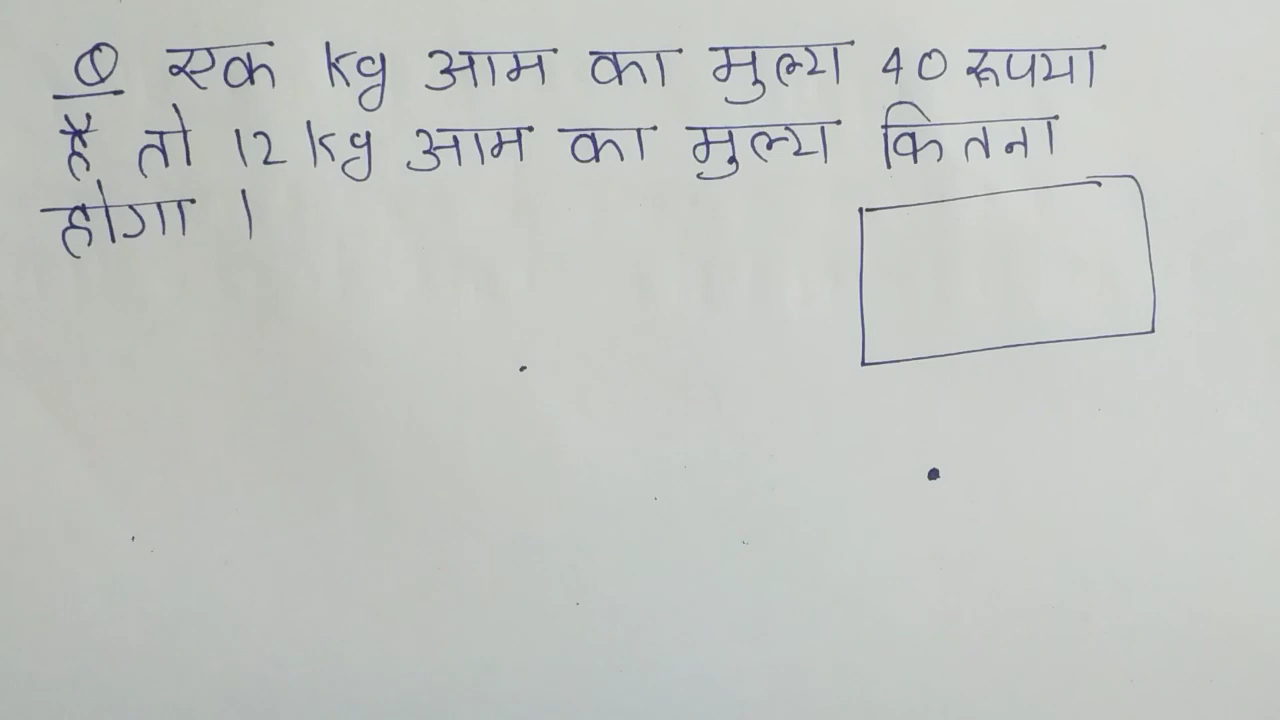 Q एक kg आम का मुल्य 40 रूपया
है तो 12 kg आम का मुल्य कितना
होगा ।